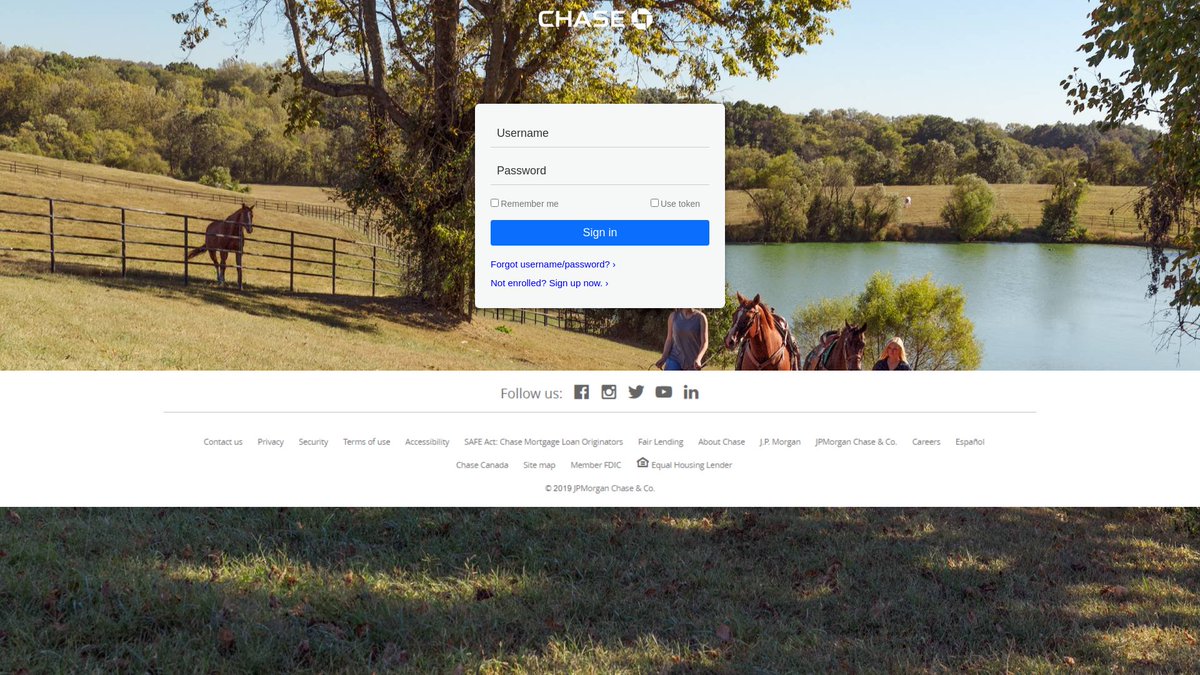 CHASE
Username
Password
Remember me Use token
Sign in
Forgot username/password? ›
Not enrolled? Sign up now. ›
Follow us:
Contact us Privacy Security Terms of use Accessibility SAFE Act: Chase Mortgage Loan Originators Fair Lending About Chase J.P. Morgan JPMorgan Chase & Co. Careers Español
Chase Canada Site map Member FDIC Equal Housing Lender
© 2019 JPMorgan Chase & Co.